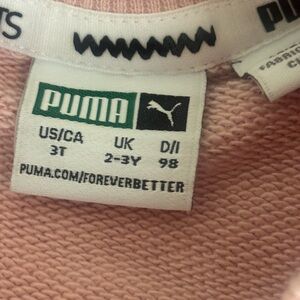 TS
PUMA
US/CA UK D/I
3T 2-3Y 98
PUMA.COM/FOREVERBETTER